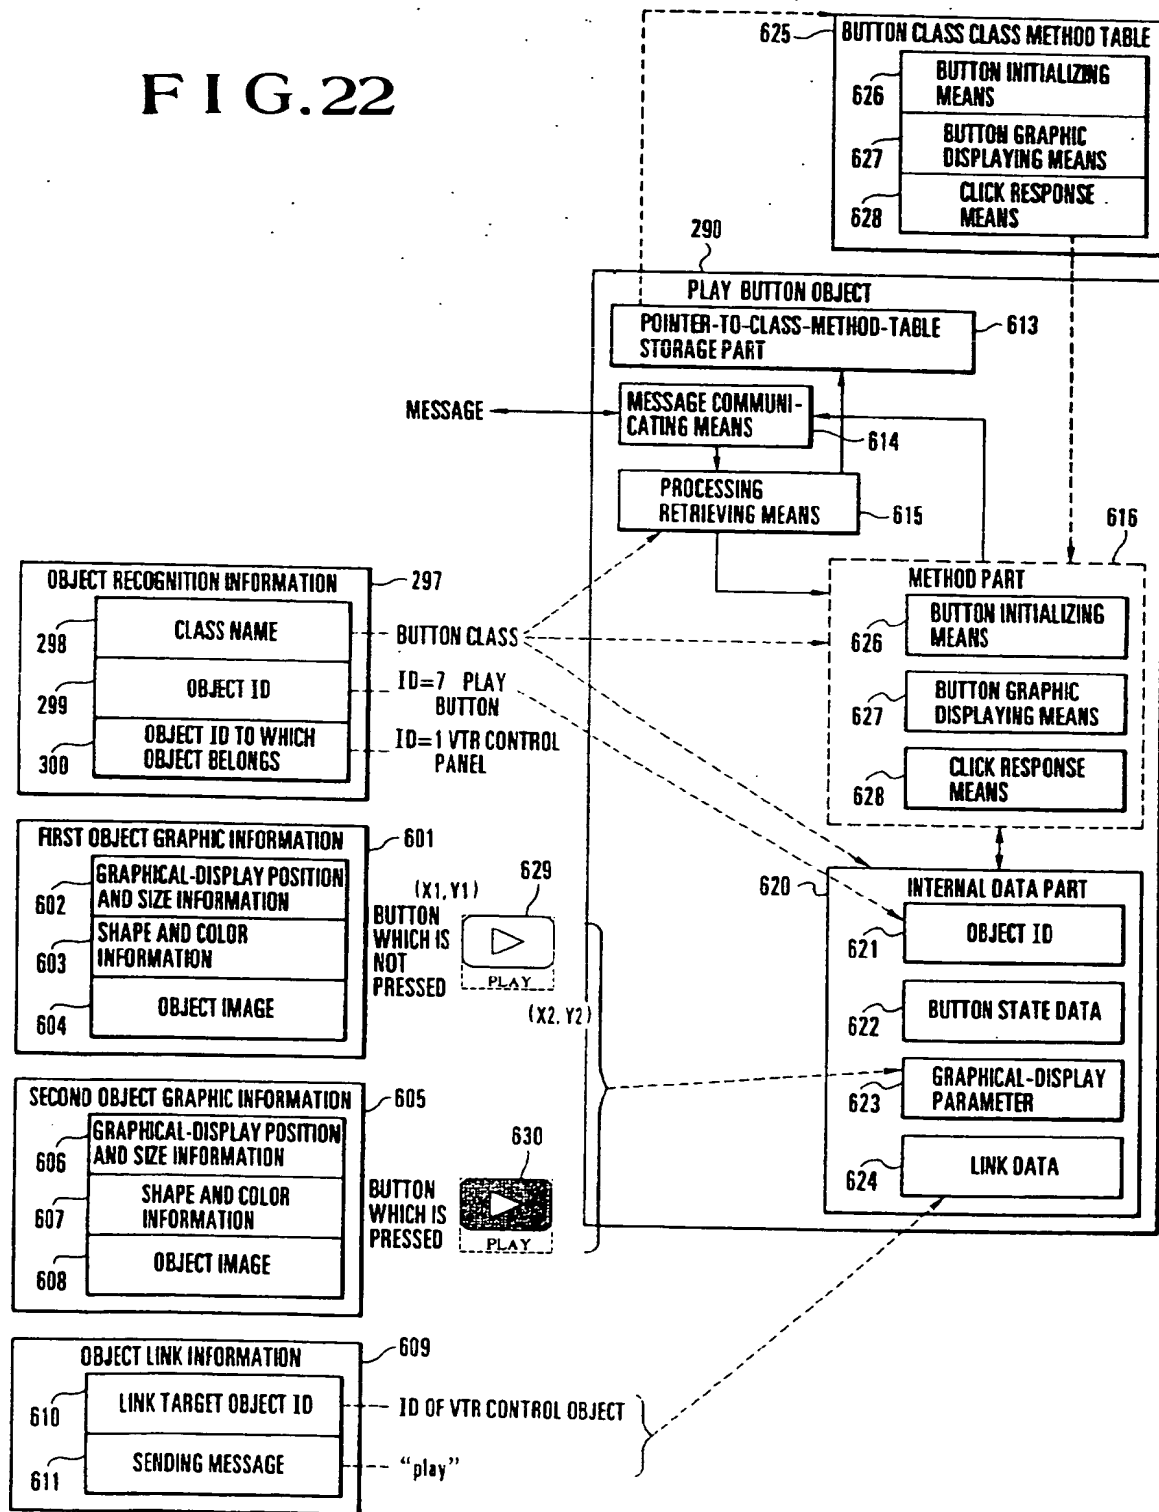 FIG.22
625
BUTTON CLASS CLASS METHOD TABLE
626
BUTTON INITIALIZING
MEANS
627
BUTTON GRAPHIC
DISPLAYING MEANS
628
CLICK RESPONSE
MEANS
290
PLAY BUTTON OBJECT
POINTER-TO-CLASS-METHOD-TABLE
STORAGE PART
613
MESSAGE
MESSAGE COMMUNI-
CATING MEANS
614
PROCESSING
RETRIEVING MEANS
615
616
METHOD PART
626
BUTTON INITIALIZING
MEANS
627
BUTTON GRAPHIC
DISPLAYING MEANS
628
CLICK RESPONSE
MEANS
620
INTERNAL DATA PART
621
OBJECT ID
622
BUTTON STATE DATA
623
GRAPHICAL-DISPLAY
PARAMETER
624
LINK DATA
OBJECT RECOGNITION INFORMATION
297
298
CLASS NAME
BUTTON CLASS
299
OBJECT ID
ID=7 PLAY
BUTTON
300
OBJECT ID TO WHICH
OBJECT BELONGS
ID=1 VTR CONTROL
PANEL
FIRST OBJECT GRAPHIC INFORMATION
601
602
GRAPHICAL-DISPLAY POSITION
AND SIZE INFORMATION
603
SHAPE AND COLOR
INFORMATION
604
OBJECT IMAGE
(X1,Y1)
BUTTON
WHICH IS
NOT
PRESSED
629
PLAY
(X2,Y2)
SECOND OBJECT GRAPHIC INFORMATION
605
606
GRAPHICAL-DISPLAY POSITION
AND SIZE INFORMATION
607
SHAPE AND COLOR
INFORMATION
608
OBJECT IMAGE
BUTTON
WHICH IS
PRESSED
630
PLAY
OBJECT LINK INFORMATION
609
610
LINK TARGET OBJECT ID
ID OF VTR CONTROL OBJECT
611
SENDING MESSAGE
"play"